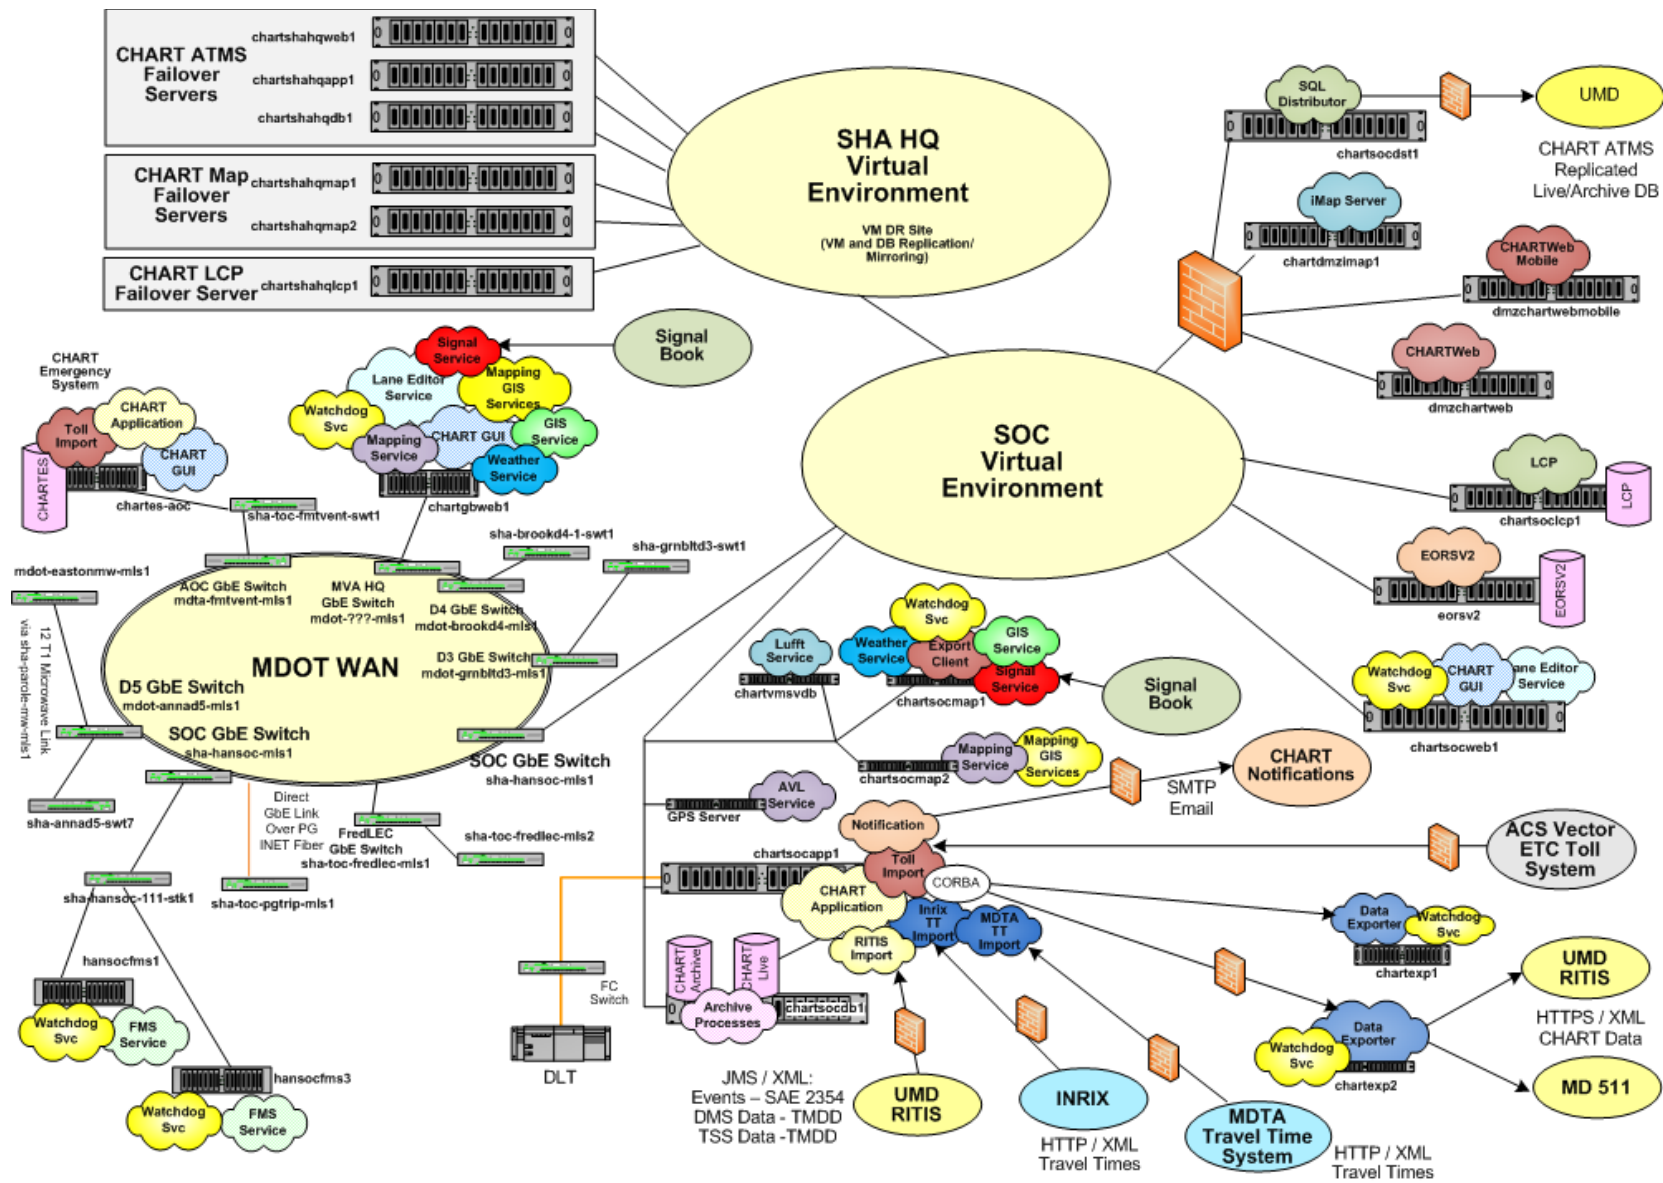 CHART ATMS
Failover
Servers
chartshahqweb1
chartshahqapp1
chartshahqdb1
CHART Map
Failover
Servers
chartshahqmap1
chartshahqmap2
CHART LCP
Failover Server
chartshahqlcp1
SHA HQ
Virtual
Environment
VM DR Site
(VM and DB Replication/
Mirroring)
SQL
Distributor
chartsocdst1
UMD
CHART ATMS
Replicated
Live/Archive DB
iMap Server
chartdmzimap1
CHARTWeb
Mobile
dmzchartwebmobile
CHARTWeb
dmzchartweb
SOC
Virtual
Environment
LCP
LCP
chartsoclcp1
EORSV2
EORSV2
eorsv2
Watchdog
Svc
CHART
GUI
Lane Editor
Service
chartsocweb1
Signal
Book
Signal
Service
Lane Editor
Service
Mapping
GIS
Services
Watchdog
Svc
Mapping
Service
CHART GUI
GIS
Service
Weather
Service
chartgbweb1
CHART
Emergency
System
Toll
Import
CHART
Application
CHART
GUI
CHARTES
chartes-aoc
sha-toc-fmtvent-swt1
sha-brookd4-1-swt1
sha-grnbltd3-swt1
mdot-eastonmw-mls1
AOC GbE Switch
mdta-fmtvent-mls1
MVA HQ
GbE Switch
mdot-???-mls1
D4 GbE Switch
mdot-brookd4-mls1
D3 GbE Switch
mdot-grnbltd3-mls1
MDOT WAN
D5 GbE Switch
mdot-annad5-mls1
SOC GbE Switch
sha-hansoc-mls1
SOC GbE Switch
sha-hansoc-mls1
12 T1 Microwave Link
via sha-parole-mw-mls1
sha-annad5-swt7
Direct
GbE Link
Over PG
INET Fiber
FredLEC
GbE Switch
sha-toc-fredlec-mls1
sha-toc-fredlec-mls2
sha-hansoc-111-stk1
sha-toc-pgtrip-mls1
hansocfms1
Watchdog
Svc
FMS
Service
hansocfms3
Watchdog
Svc
FMS
Service
Lufft
Service
chartvmsvdb
Watchdog
Svc
Weather
Service
Export
Client
GIS
Service
Signal
Service
chartsocmap1
Signal
Book
Mapping
Service
Mapping
GIS
Services
chartsocmap2
AVL
Service
GPS Server
CHART
Notifications
SMTP
Email
Notification
chartsocapp1
Toll
Import
CORBA
CHART
Application
Inrix
TT
Import
MDTA
TT
Import
RITIS
Import
ACS Vector
ETC Toll
System
Data
Exporter
Watchdog
Svc
chartexp1
Data
Exporter
Watchdog
Svc
chartexp2
UMD
RITIS
HTTPS / XML
CHART Data
MD 511
CHART
Archive
CHART
Live
Archive
Processes
chartsocdb1
FC
Switch
DLT
JMS / XML:
Events – SAE 2354
DMS Data - TMDD
TSS Data -TMDD
UMD
RITIS
INRIX
HTTP / XML
Travel Times
MDTA
Travel Time
System
HTTP / XML
Travel Times